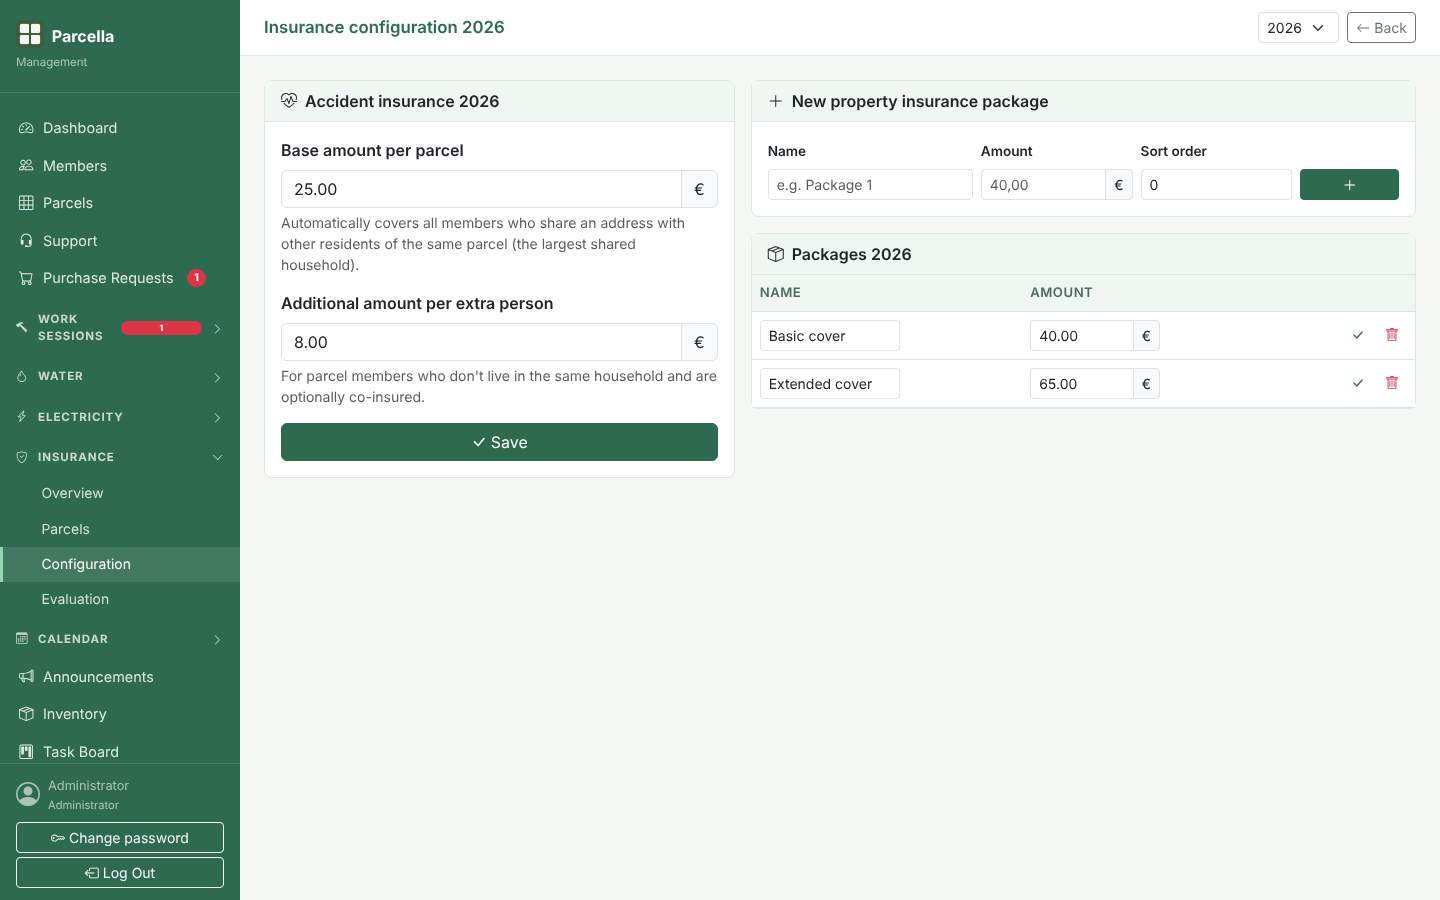 Parcella
Management
Dashboard
Members
Parcels
Support
Purchase Requests 1
WORK SESSIONS 1
WATER
ELECTRICITY
INSURANCE
Overview
Parcels
Configuration
Evaluation
CALENDAR
Announcements
Inventory
Task Board
Administrator
Administrator
Change password
Log Out
Insurance configuration 2026
2026
← Back
Accident insurance 2026
Base amount per parcel
25.00 €
Automatically covers all members who share an address with
other residents of the same parcel (the largest shared
household).
Additional amount per extra person
8.00 €
For parcel members who don't live in the same household and are
optionally co-insured.
Save
New property insurance package
Name Amount Sort order
e.g. Package 1 40,00 € 0 +
Packages 2026
NAME AMOUNT
Basic cover 40.00 €
Extended cover 65.00 €